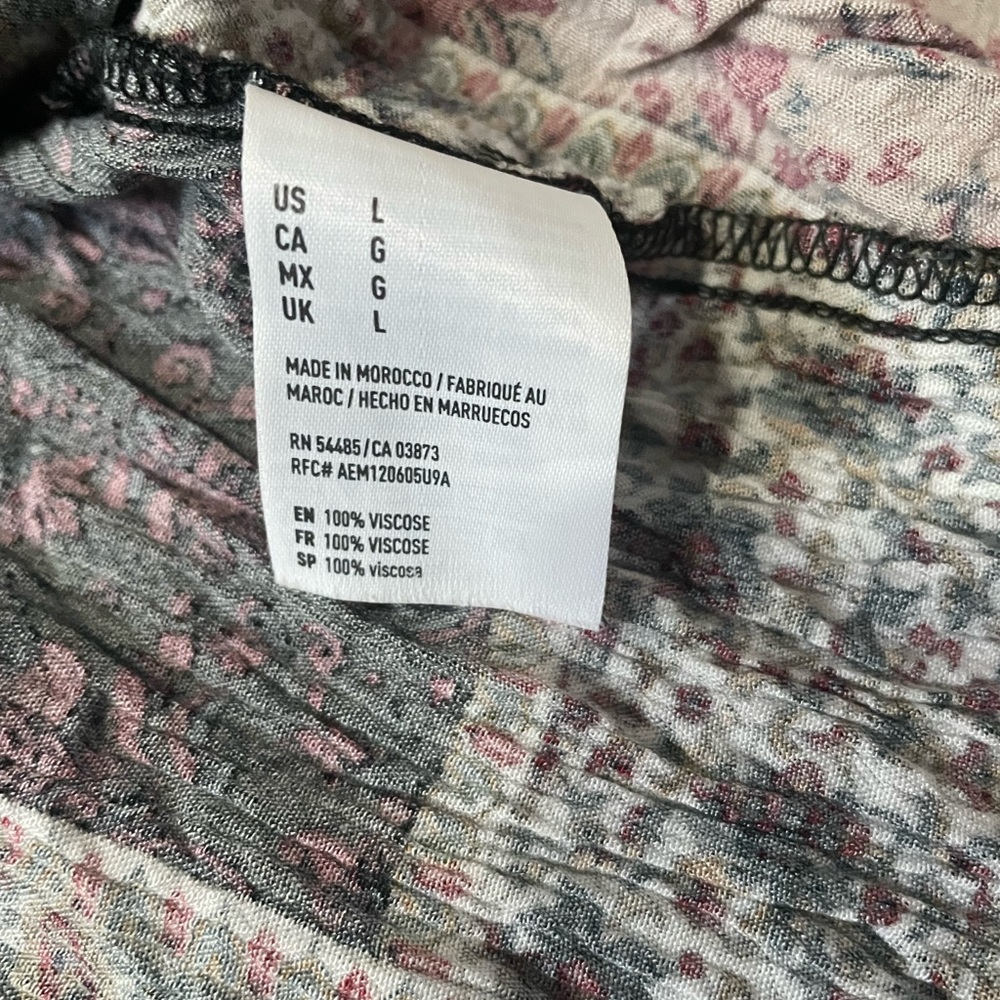 US L
CA G
MX G
UK L
MADE IN MOROCCO / FABRIQUÉ AU
MAROC / HECHO EN MARRUECOS
RN 54485/CA 03873
RFC# AEM120605U9A
EN 100% VISCOSE
FR 100% VISCOSE
SP 100% viscosa